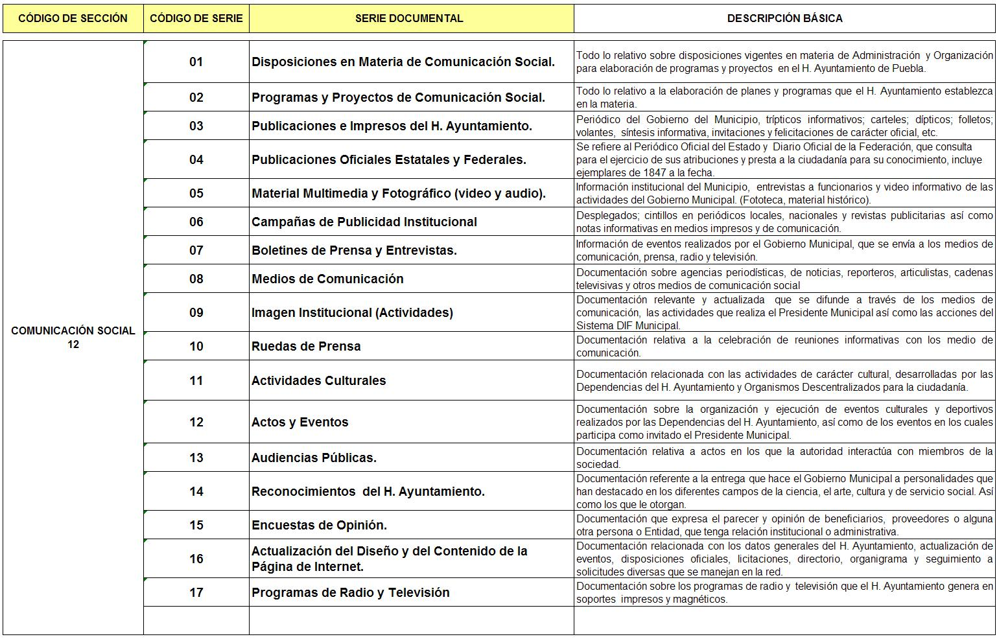 CÓDIGO DE SECCIÓN CÓDIGO DE SERIE SERIE DOCUMENTAL DESCRIPCIÓN BÁSICA
COMUNICACIÓN SOCIAL
12
01
Disposiciones en Materia de Comunicación Social.
Todo lo relativo sobre disposiciones vigentes en materia de Administración y Organización
para elaboración de programas y proyectos en el H. Ayuntamiento de Puebla.
02
Programas y Proyectos de Comunicación Social.
Todo lo relativo a la elaboración de planes y programas que el H. Ayuntamiento establezca
en la materia.
03
Publicaciones e Impresos del H. Ayuntamiento.
Periódico del Gobierno del Municipio, trípticos informativos; carteles; dípticos; folletos;
volantes, síntesis informativa, invitaciones y felicitaciones de carácter oficial, etc.
04
Publicaciones Oficiales Estatales y Federales.
Se refiere al Periódico Oficial del Estado y Diario Oficial de la Federación, que consulta
para el ejercicio de sus atribuciones y presta a la ciudadanía para su conocimiento, incluye
ejemplares de 1847 a la fecha.
05
Material Multimedia y Fotográfico (video y audio).
Información institucional del Municipio, entrevistas a funcionarios y video informativo de las
actividades del Gobierno Municipal. (Fototeca, material histórico).
06
Campañas de Publicidad Institucional
Desplegados; cintillos en periódicos locales, nacionales y revistas publicitarias así como
notas informativas en medios impresos y de comunicación.
07
Boletines de Prensa y Entrevistas.
Información de eventos realizados por el Gobierno Municipal, que se envía a los medios de
comunicación, prensa, radio y televisión.
08
Medios de Comunicación
Documentación sobre agencias periodísticas, de noticias, reporteros, articulistas, cadenas
televisivas y otros medios de comunicación social
09
Imagen Institucional (Actividades)
Documentación relevante y actualizada que se difunde a través de los medios de
comunicación, las actividades que realiza el Presidente Municipal así como las acciones del
Sistema DIF Municipal.
10
Ruedas de Prensa
Documentación relativa a la celebración de reuniones informativas con los medio de
comunicación.
11
Actividades Culturales
Documentación relacionada con las actividades de carácter cultural, desarrolladas por las
Dependencias del H. Ayuntamiento y Organismos Descentralizados para la ciudadanía.
12
Actos y Eventos
Documentación sobre la organización y ejecución de eventos culturales y deportivos
realizados por las Dependencias del H. Ayuntamiento, así como de los eventos en los cuales
participa como invitado el Presidente Municipal.
13
Audiencias Públicas.
Documentación relativa a actos en los que la autoridad interactúa con miembros de la
sociedad.
14
Reconocimientos del H. Ayuntamiento.
Documentación referente a la entrega que hace el Gobierno Municipal a personalidades que
han destacado en los diferentes campos de la ciencia, el arte, cultura y de servicio social. Así
como los que le otorgan.
15
Encuestas de Opinión.
Documentación que expresa el parecer y opinión de beneficiarios, proveedores o alguna
otra persona o Entidad, que tenga relación institucional o administrativa.
16
Actualización del Diseño y del Contenido de la
Página de Internet.
Documentación relacionada con los datos generales del H. Ayuntamiento, actualización de
eventos, disposiciones oficiales, licitaciones, directorio, organigrama y seguimiento a
solicitudes diversas que se manejan en la red.
17
Programas de Radio y Televisión
Documentación sobre los programas de radio y televisión que el H. Ayuntamiento genera en
soportes impresos y magnéticos.